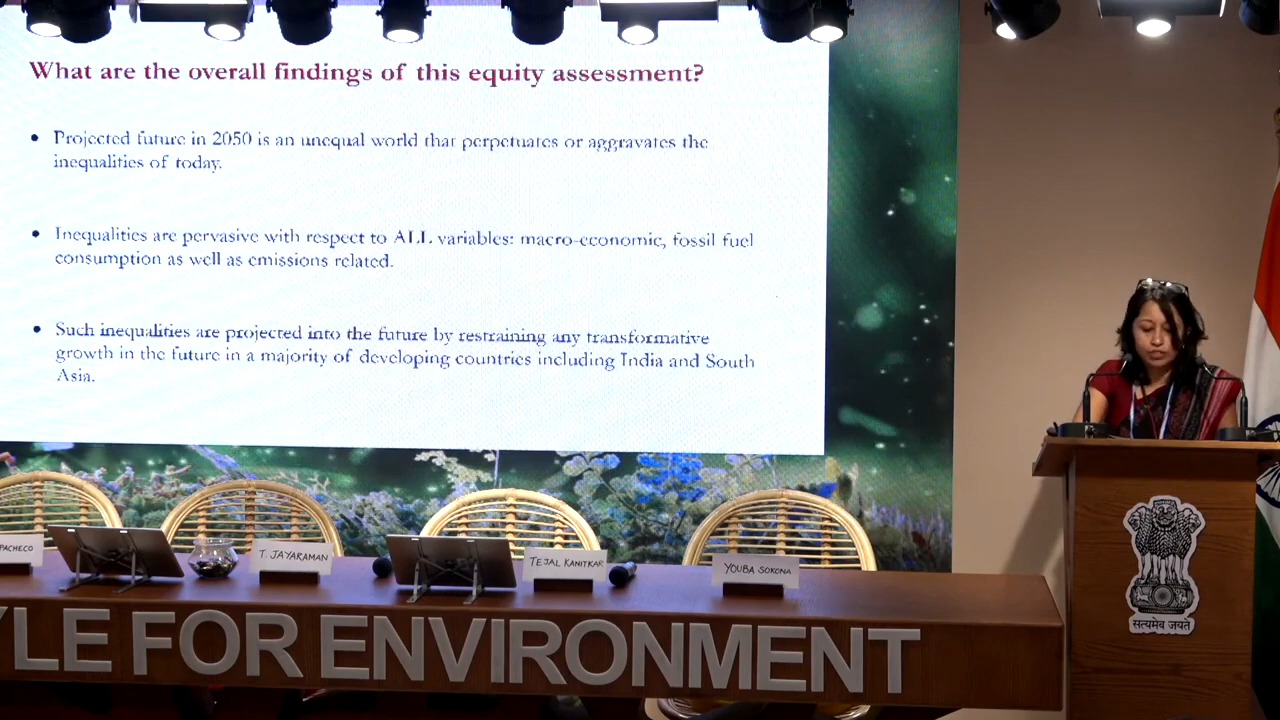 What are the overall findings of this equity assessment?
• Projected future in 2050 is an unequal world that perpetuates or aggravates the
inequalities of today.
• Inequalities are pervasive with respect to ALL variables: macro-economic, fossil fuel
consumption as well as emissions related.
• Such inequalities are projected into the future by restraining any transformative
growth in the future in a majority of developing countries including India and South
Asia.
PACHECO
T. JAYARAMAN
TEJAL KANITKAR
YOUBA SOKONA
YLE FOR ENVIRONMENT
सत्यमेव जयते